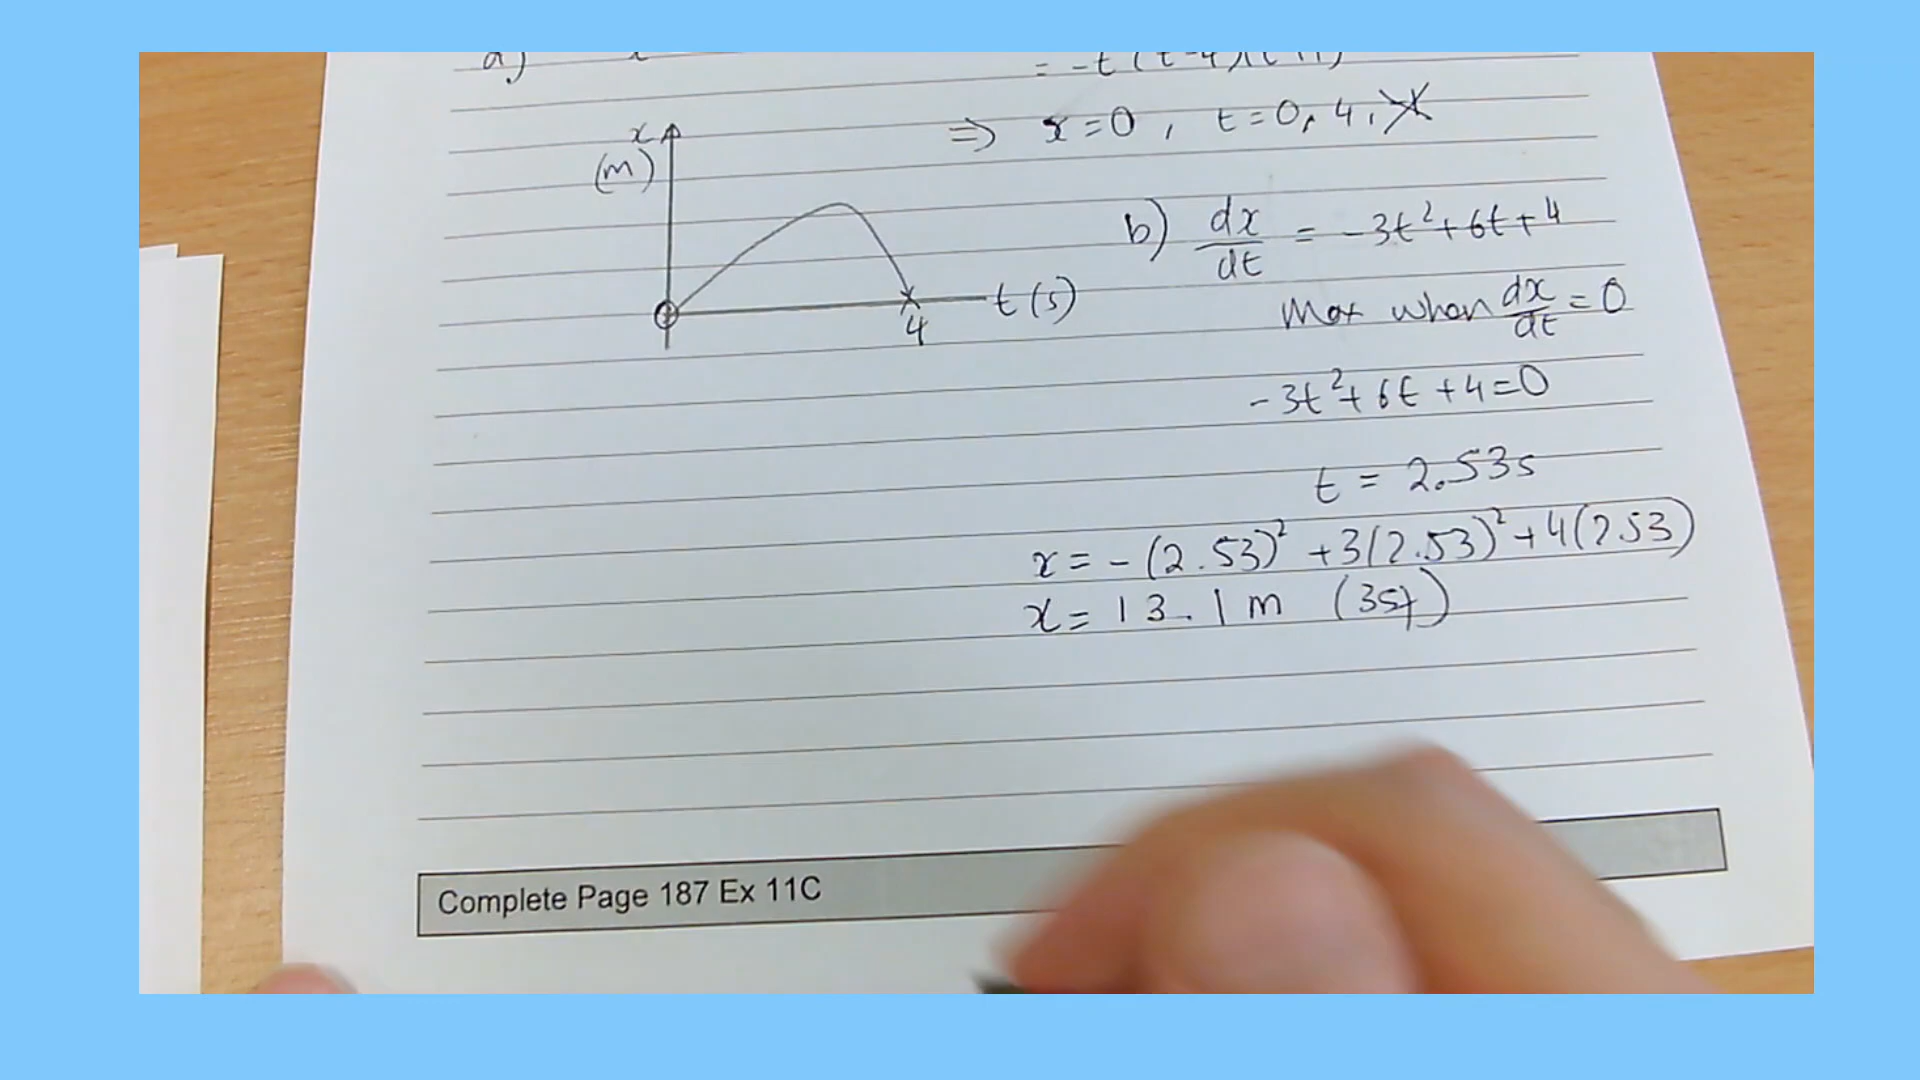 a)
= -t(t-4)(t+1)
⇒ x=0, t=0, 4,
x
(m)
t(s)
4
b) dx/dt = -3t²+6t+4
Max when dx/dt = 0
-3t²+6t+4=0
t = 2.53s
x = -(2.53)² +3(2.53)²+4(2.53)
x = 13.1m (3sf)
Complete Page 187 Ex 11C